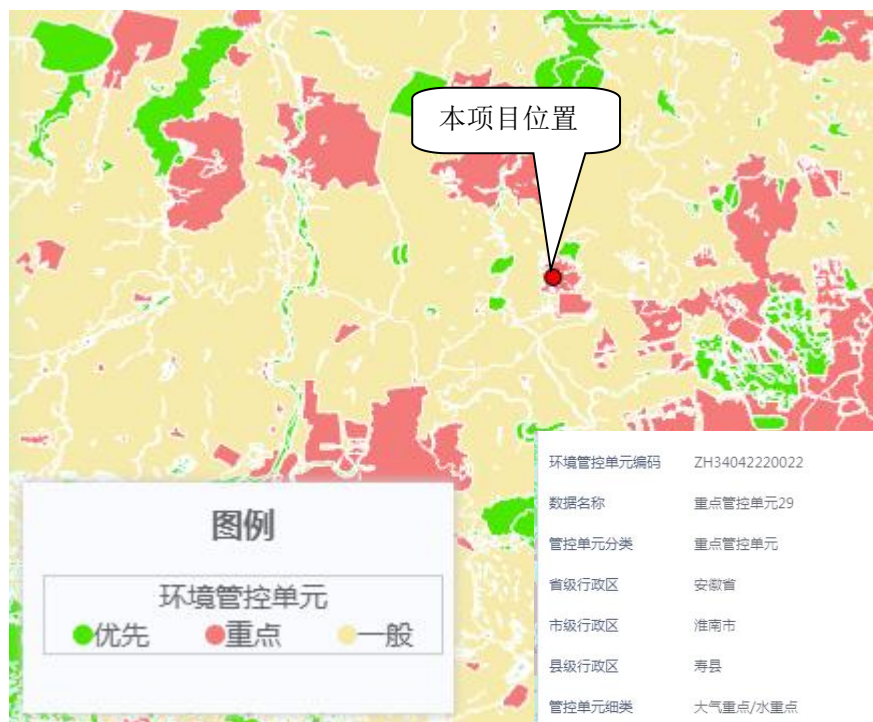 本项目位置
图例
环境管控单元
优先 重点 一般
环境管控单元编码 ZH34042220022
数据名称 重点管控单元29
管控单元分类 重点管控单元
省级行政区 安徽省
市级行政区 淮南市
县级行政区 寿县
管控单元细类 大气重点/水重点